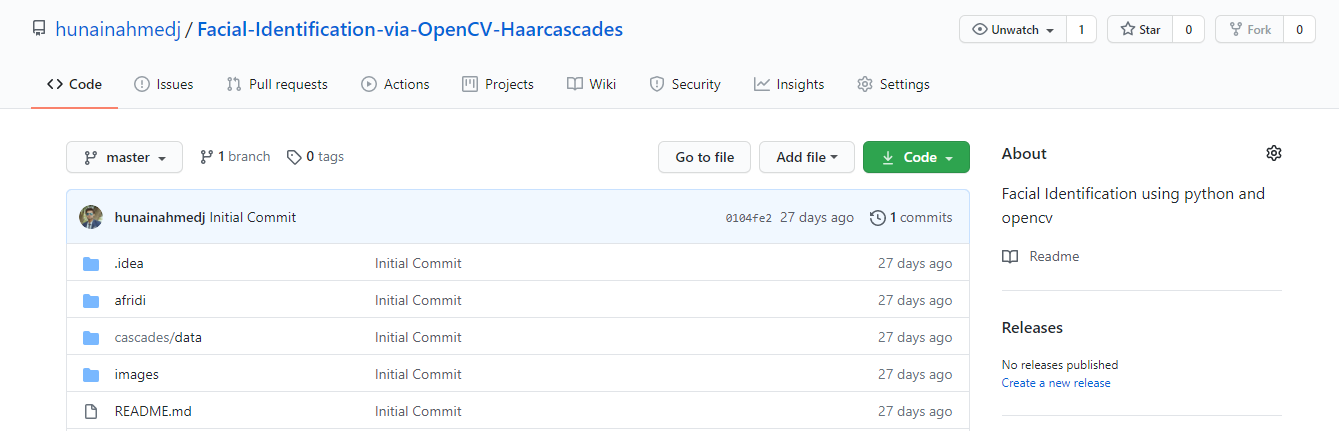 hunainahmedj / Facial-Identification-via-OpenCV-Haarcascades
Unwatch 1 Star 0 Fork 0
Code Issues Pull requests Actions Projects Wiki Security Insights Settings
master 1 branch 0 tags Go to file Add file Code
hunainahmedj Initial Commit 0104fe2 27 days ago 1 commits
.idea Initial Commit 27 days ago
afridi Initial Commit 27 days ago
cascades/data Initial Commit 27 days ago
images Initial Commit 27 days ago
README.md Initial Commit 27 days ago
About
Facial Identification using python and
opencv
Readme
Releases
No releases published
Create a new release